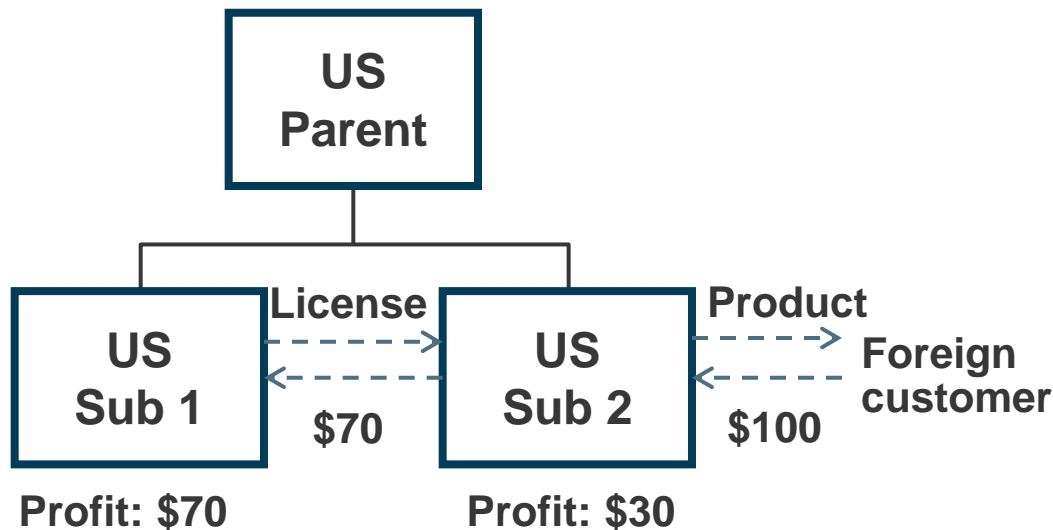 US
Parent
License
Product
US
Sub 1
US
Sub 2
Foreign
customer
$70
$100
Profit: $70
Profit: $30